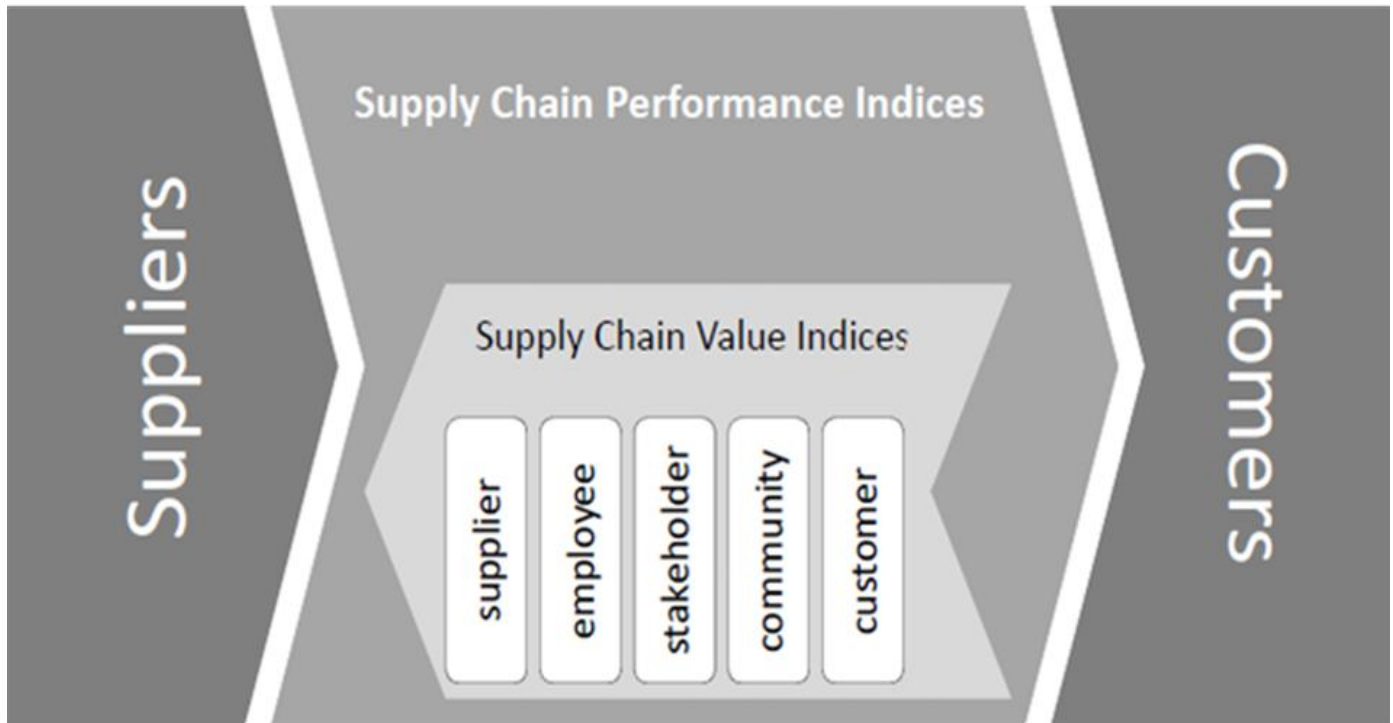 Suppliers
Supply Chain Performance Indices
Supply Chain Value Indices
supplier
employee
stakeholder
community
customer
Customers